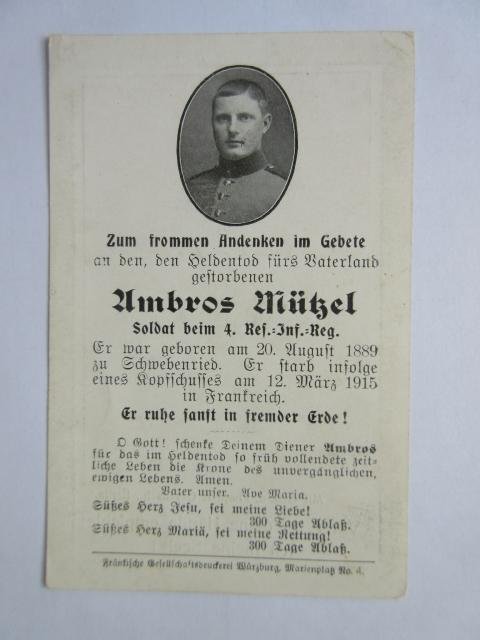 Zum frommen Andenken im Gebete
an den, den Heldentod fürs Vaterland
gestorbenen
Ambros Mützel
Soldat beim 4. Res.-Inf.-Reg.
Er war geboren am 20. August 1889
zu Schwebenried. Er starb infolge
eines Kopfschusses am 12. März 1915
in Frankreich.
Er ruhe sanft in fremder Erde!
O Gott! schenke Deinem Diener Ambros
für das im Heldentod so früh vollendete zeit-
liche Leben die Krone des unvergänglichen,
ewigen Lebens. Amen.
Vater unser. Ave Maria.
Süßes Herz Jesu, sei meine Liebe!
300 Tage Ablaß.
Süßes Herz Mariä, sei meine Rettung!
300 Tage Ablaß.
Fränkische Gesellschaftsdruckerei Würzburg, Marienplatz No. 4.